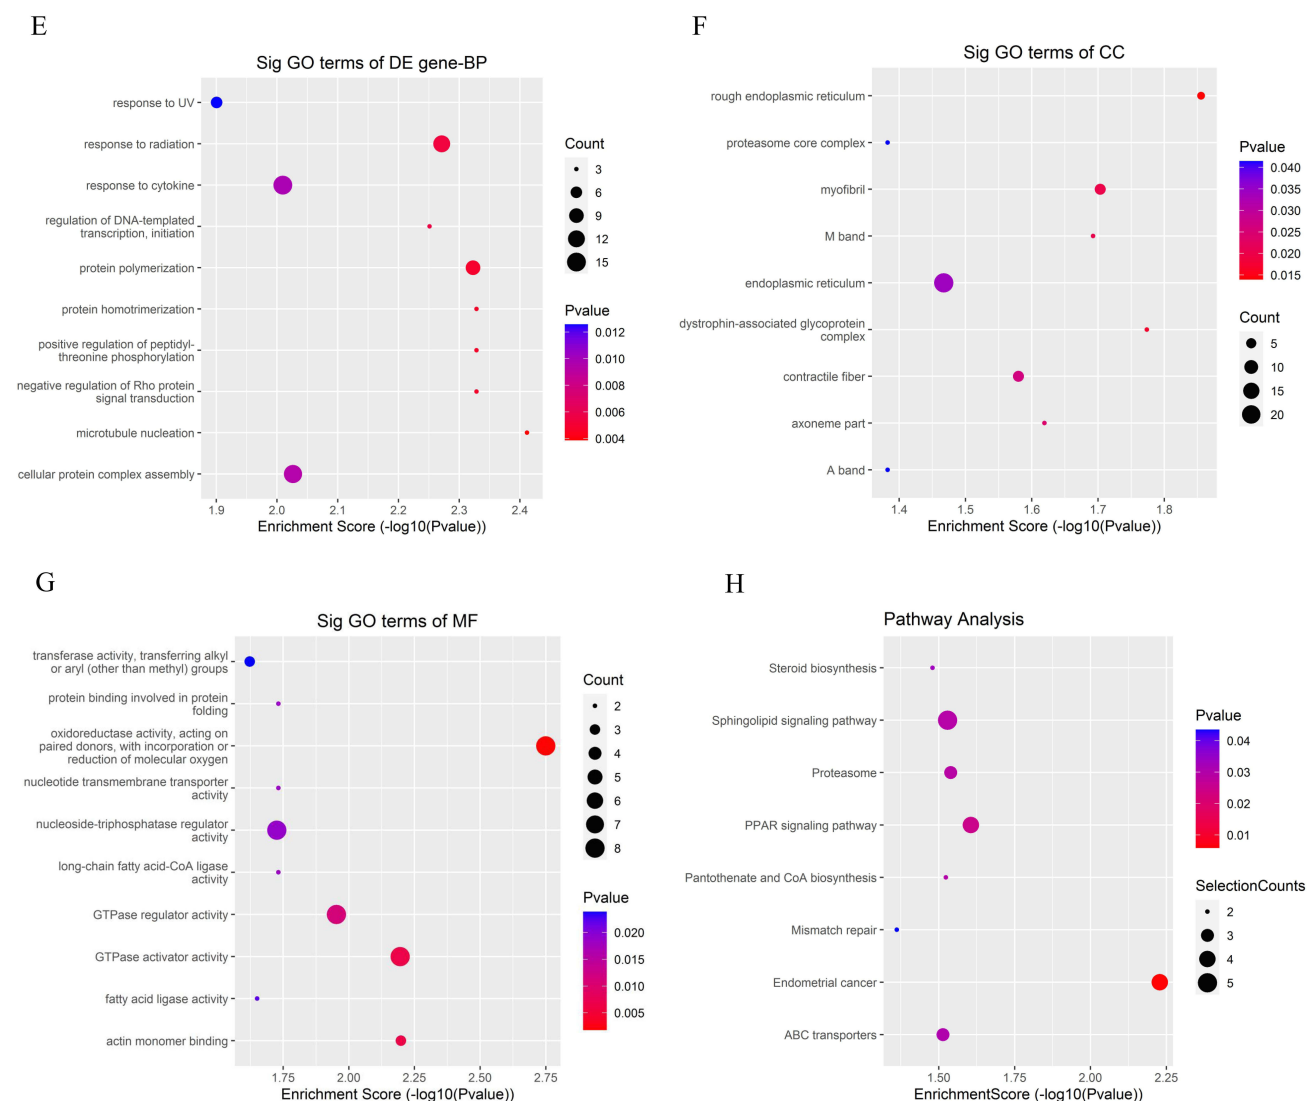 E
Sig GO terms of DE gene-BP
response to UV
response to radiation
response to cytokine
regulation of DNA-templated
transcription, initiation
protein polymerization
protein homotrimerization
positive regulation of peptidyl-
threonine phosphorylation
negative regulation of Rho protein
signal transduction
microtubule nucleation
cellular protein complex assembly
1.9 2.0 2.1 2.2 2.3 2.4
Enrichment Score (-log10(Pvalue))
Count
3
6
9
12
15
Pvalue
0.012
0.010
0.008
0.006
0.004
F
Sig GO terms of CC
rough endoplasmic reticulum
proteasome core complex
myofibril
M band
endoplasmic reticulum
dystrophin-associated glycoprotein
complex
contractile fiber
axoneme part
A band
1.4 1.5 1.6 1.7 1.8
Enrichment Score (-log10(Pvalue))
Pvalue
0.040
0.035
0.030
0.025
0.020
0.015
Count
5
10
15
20
G
Sig GO terms of MF
transferase activity, transferring alkyl
or aryl (other than methyl) groups
protein binding involved in protein
folding
oxidoreductase activity, acting on
paired donors, with incorporation or
reduction of molecular oxygen
nucleotide transmembrane transporter
activity
nucleoside-triphosphatase regulator
activity
long-chain fatty acid-CoA ligase
activity
GTPase regulator activity
GTPase activator activity
fatty acid ligase activity
actin monomer binding
1.75 2.00 2.25 2.50 2.75
Enrichment Score (-log10(Pvalue))
Count
2
3
4
5
6
7
8
Pvalue
0.020
0.015
0.010
0.005
H
Pathway Analysis
Steroid biosynthesis
Sphingolipid signaling pathway
Proteasome
PPAR signaling pathway
Pantothenate and CoA biosynthesis
Mismatch repair
Endometrial cancer
ABC transporters
1.50 1.75 2.00 2.25
EnrichmentScore (-log10(Pvalue))
Pvalue
0.04
0.03
0.02
0.01
SelectionCounts
2
3
4
5